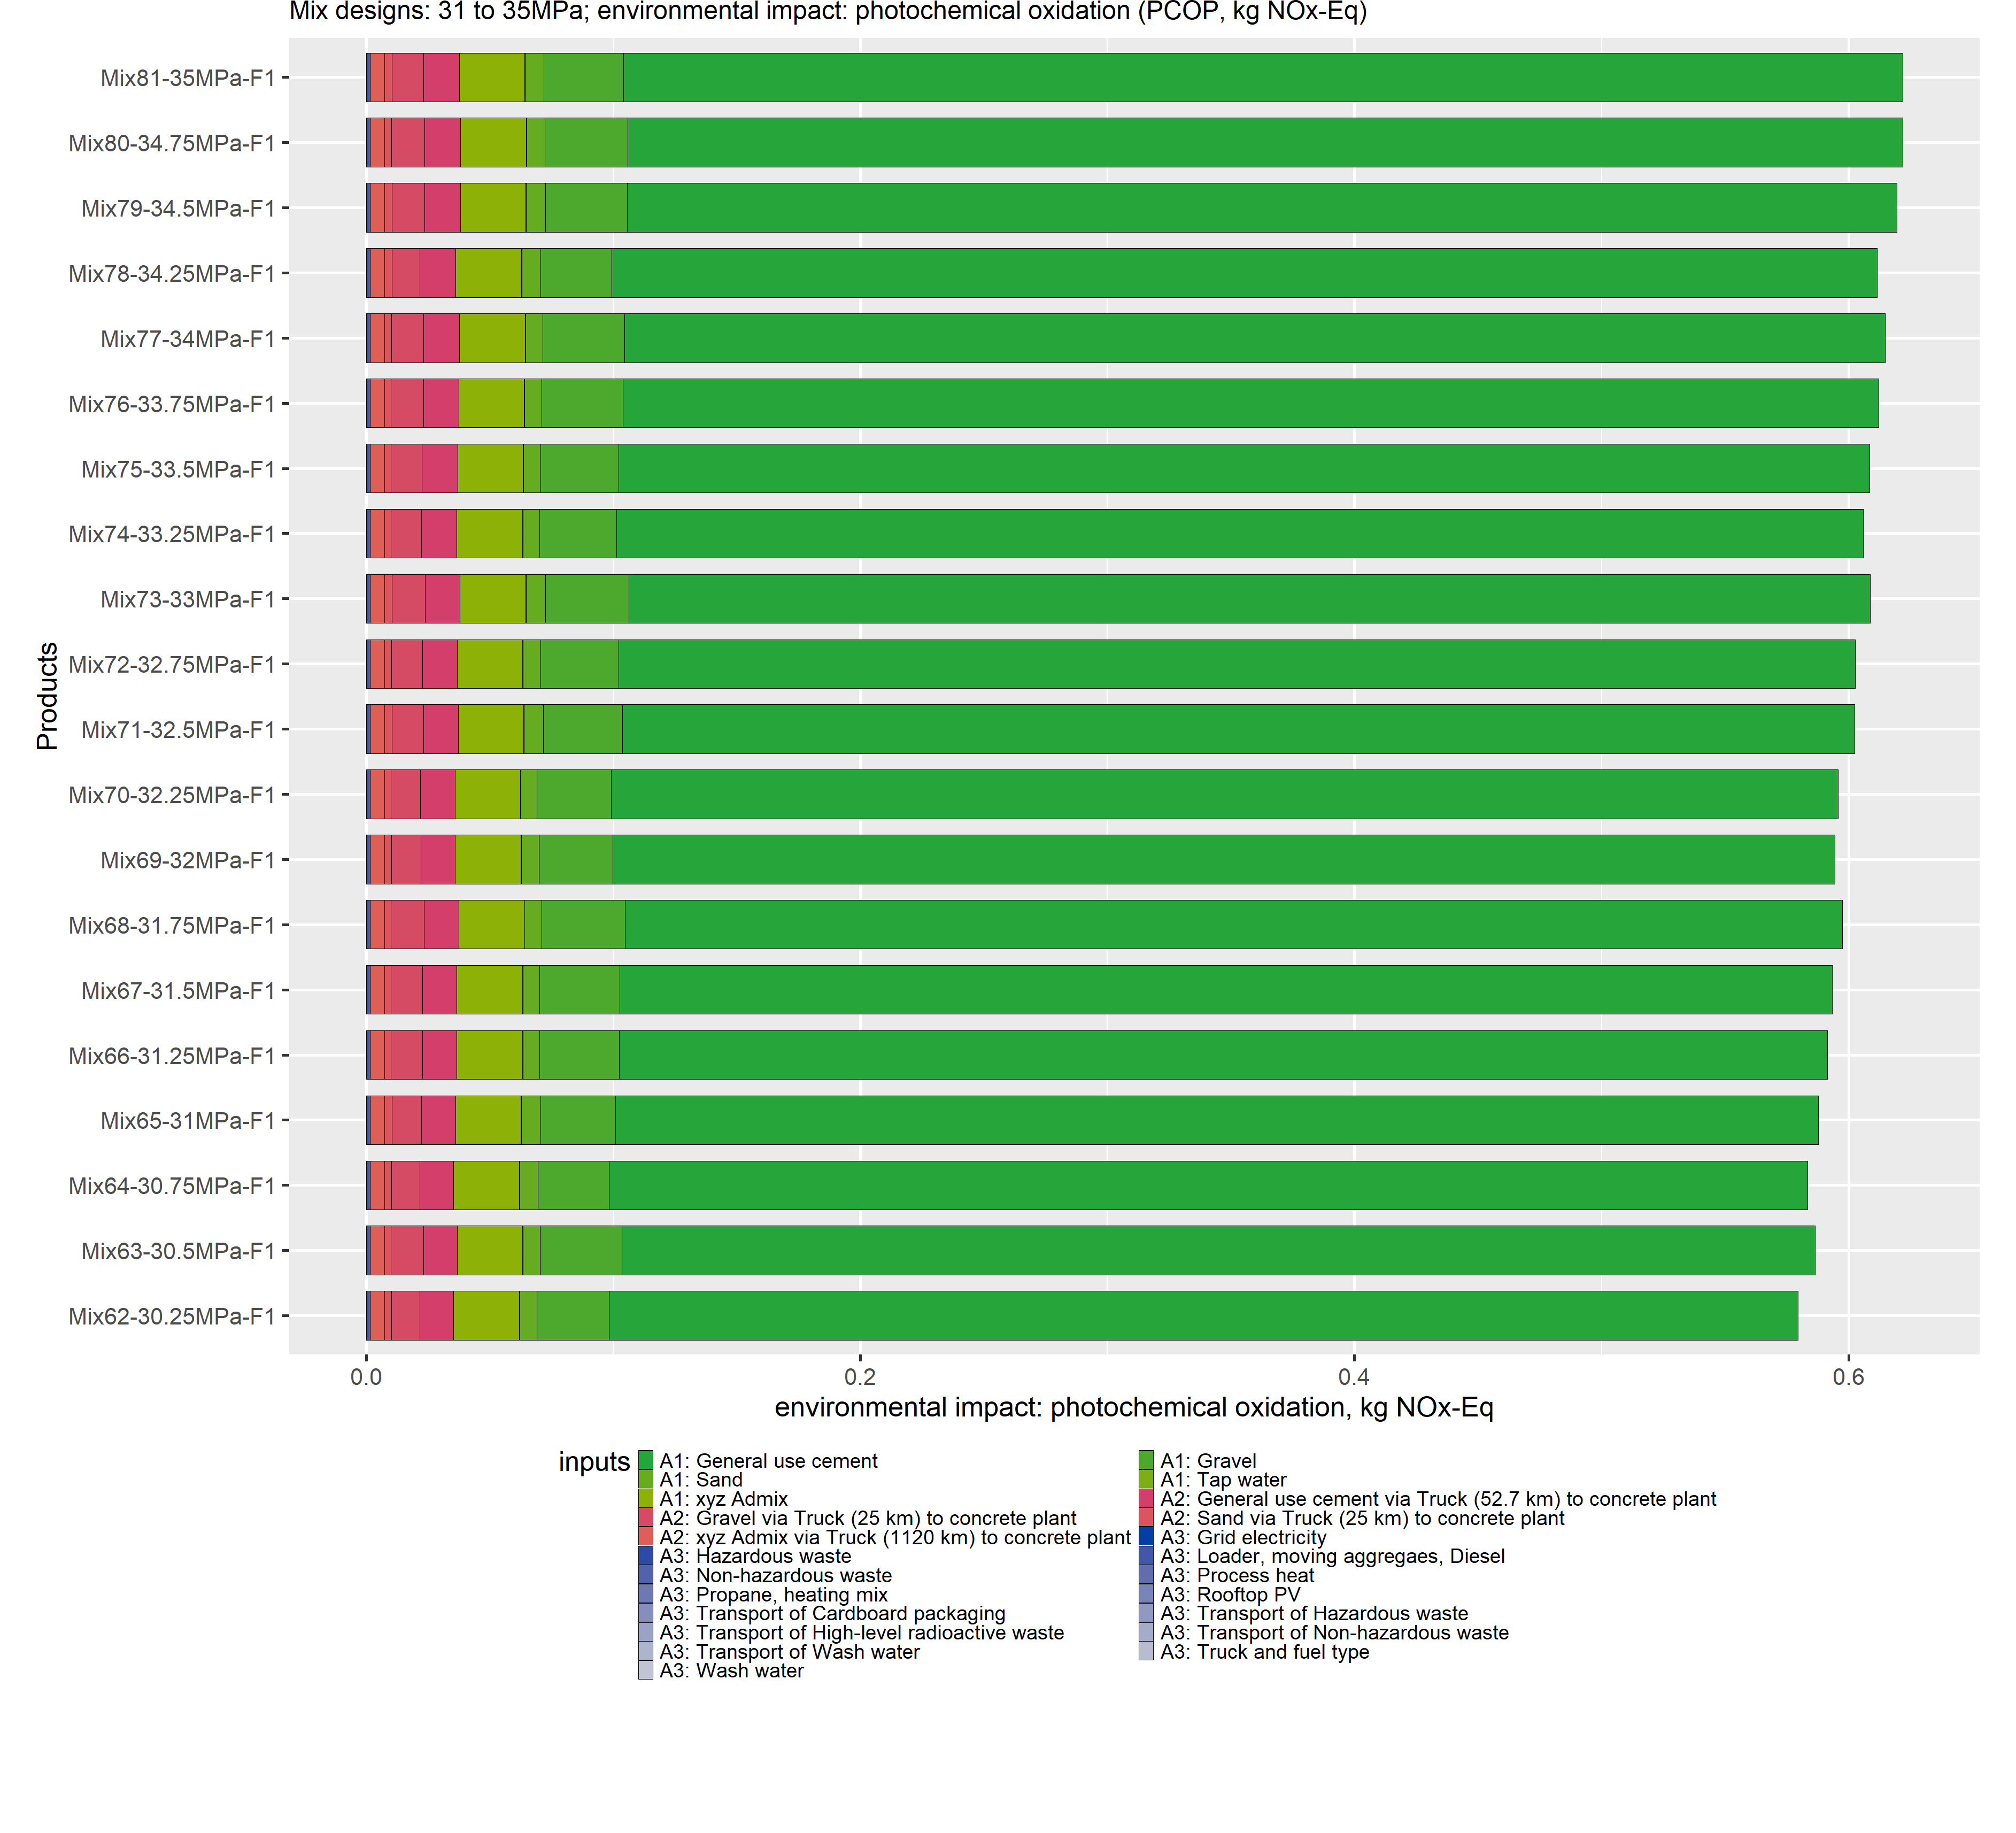 Mix designs: 31 to 35MPa; environmental impact: photochemical oxidation (PCOP, kg NOx-Eq)
Products
Mix81-35MPa-F1
Mix80-34.75MPa-F1
Mix79-34.5MPa-F1
Mix78-34.25MPa-F1
Mix77-34MPa-F1
Mix76-33.75MPa-F1
Mix75-33.5MPa-F1
Mix74-33.25MPa-F1
Mix73-33MPa-F1
Mix72-32.75MPa-F1
Mix71-32.5MPa-F1
Mix70-32.25MPa-F1
Mix69-32MPa-F1
Mix68-31.75MPa-F1
Mix67-31.5MPa-F1
Mix66-31.25MPa-F1
Mix65-31MPa-F1
Mix64-30.75MPa-F1
Mix63-30.5MPa-F1
Mix62-30.25MPa-F1
0.0 0.2 0.4 0.6
environmental impact: photochemical oxidation, kg NOx-Eq
inputs
A1: General use cement
A1: Gravel
A1: Sand
A1: Tap water
A1: xyz Admix
A2: General use cement via Truck (52.7 km) to concrete plant
A2: Gravel via Truck (25 km) to concrete plant
A2: Sand via Truck (25 km) to concrete plant
A2: xyz Admix via Truck (1120 km) to concrete plant
A3: Grid electricity
A3: Hazardous waste
A3: Loader, moving aggregaes, Diesel
A3: Non-hazardous waste
A3: Process heat
A3: Propane, heating mix
A3: Rooftop PV
A3: Transport of Cardboard packaging
A3: Transport of Hazardous waste
A3: Transport of High-level radioactive waste
A3: Transport of Non-hazardous waste
A3: Transport of Wash water
A3: Truck and fuel type
A3: Wash water